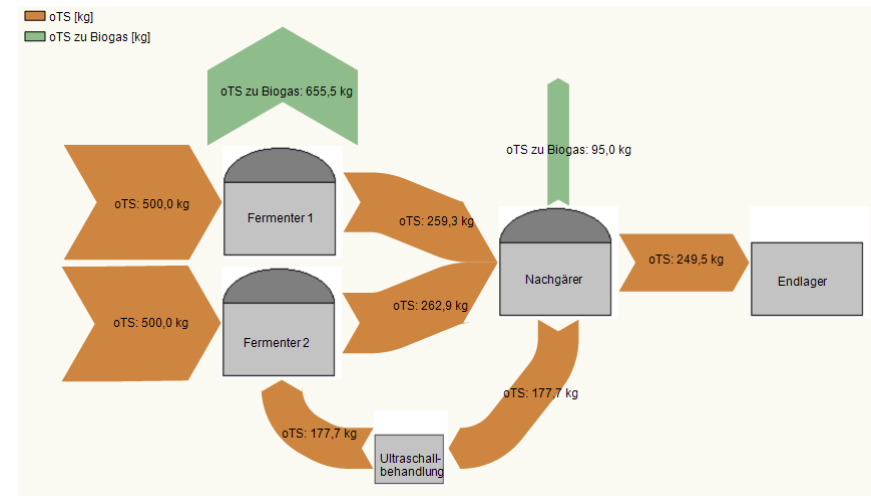 oTS [kg]
oTS zu Biogas [kg]
oTS zu Biogas: 655,5 kg
oTS zu Biogas: 95,0 kg
oTS: 500,0 kg
Fermenter 1
oTS: 259,3 kg
oTS: 249,5 kg
Nachgärer
Endlager
oTS: 500,0 kg
Fermenter 2
oTS: 262,9 kg
oTS: 177,7 kg
oTS: 177,7 kg
Ultraschall-
behandlung